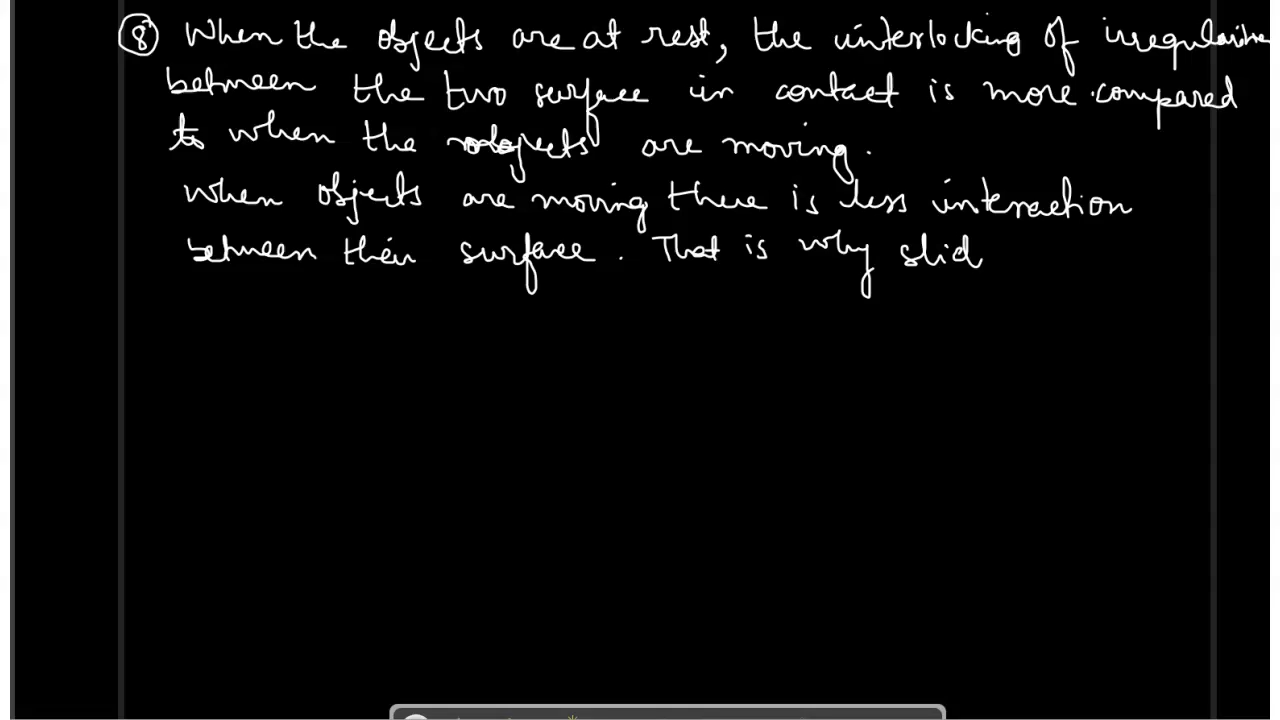 8 When the objects are at rest, the interlocking of irregularities
between the two surface in contact is more compared
to when the objects are moving.
When objects are moving there is less interaction
between their surface. That is why slid